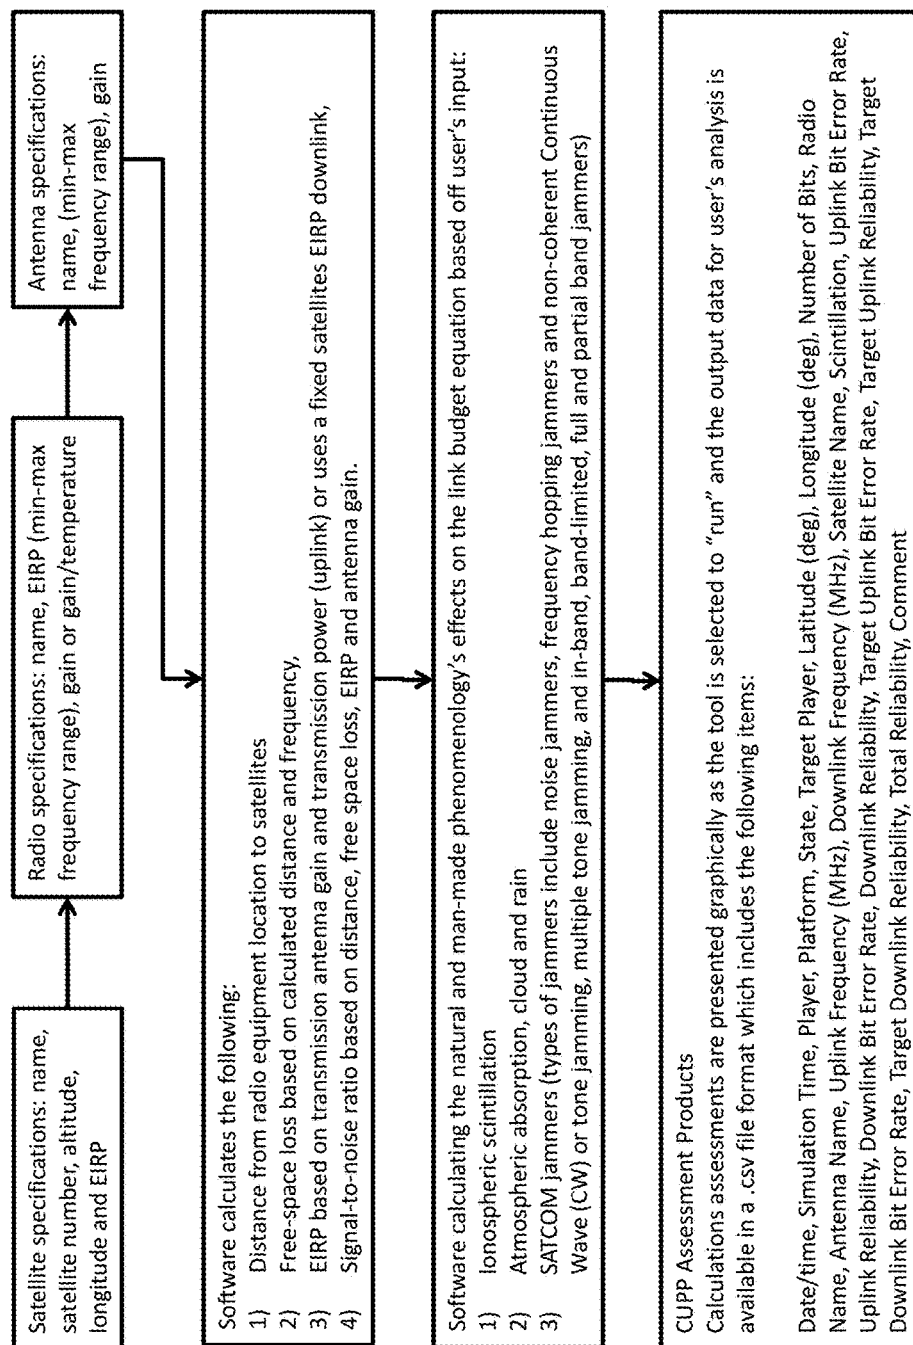 Satellite specifications: name,
satellite number, altitude,
longitude and EIRP
Radio specifications: name, EIRP (min-max
frequency range), gain or gain/temperature
Antenna specifications:
name, (min-max
frequency range), gain
Software calculates the following:
1) Distance from radio equipment location to satellites
2) Free-space loss based on calculated distance and frequency,
3) EIRP based on transmission antenna gain and transmission power (uplink) or uses a fixed satellites EIRP downlink,
4) Signal-to-noise ratio based on distance, free space loss, EIRP and antenna gain.
Software calculating the natural and man-made phenomenology's effects on the link budget equation based off user's input:
1) Ionospheric scintillation
2) Atmospheric absorption, cloud and rain
3) SATCOM jammers (types of jammers include noise jammers, frequency hopping jammers and non-coherent Continuous
Wave (CW) or tone jamming, multiple tone jamming, and in-band, band-limited, full and partial band jammers)
CUPP Assessment Products
Calculations assessments are presented graphically as the tool is selected to "run" and the output data for user's analysis is
available in a .csv file format which includes the following items:
Date/time, Simulation Time, Player, Platform, State, Target Player, Latitude (deg), Longitude (deg), Number of Bits, Radio
Name, Antenna Name, Uplink Frequency (MHz), Downlink Frequency (MHz), Satellite Name, Scintillation, Uplink Bit Error Rate,
Uplink Reliability, Downlink Bit Error Rate, Downlink Reliability, Target Uplink Bit Error Rate, Target Uplink Reliability, Target
Downlink Bit Error Rate, Target Downlink Reliability, Total Reliability, Comment